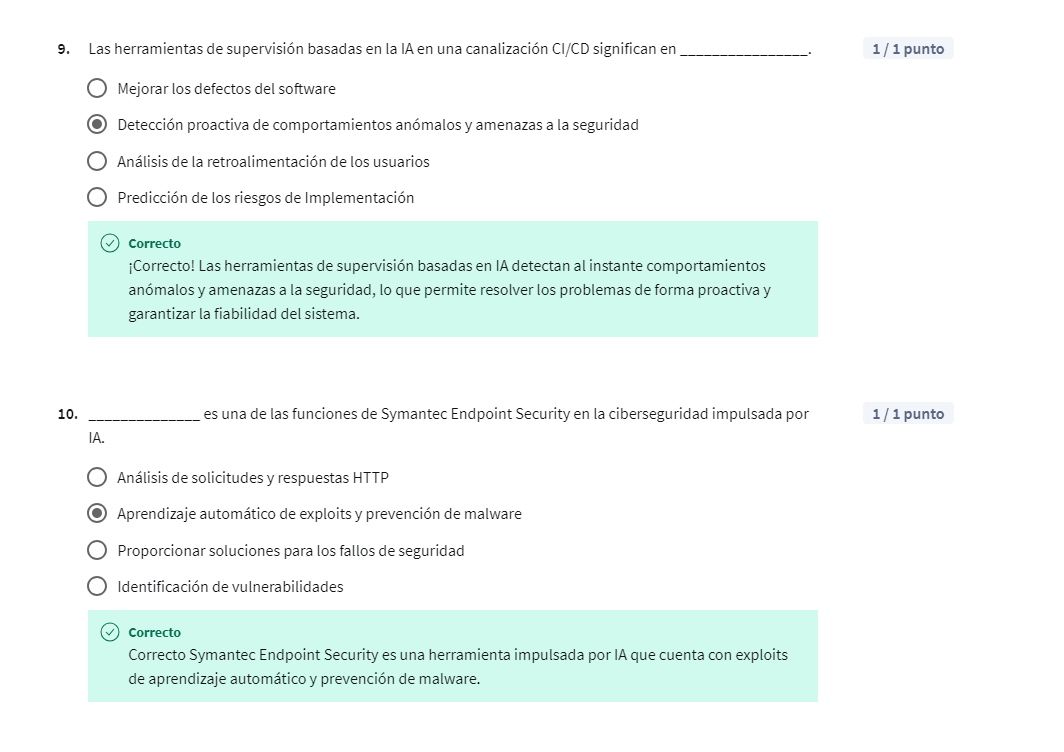 9. Las herramientas de supervisión basadas en la IA en una canalización CI/CD significan en ________________. 1 / 1 punto
Mejorar los defectos del software
Detección proactiva de comportamientos anómalos y amenazas a la seguridad
Análisis de la retroalimentación de los usuarios
Predicción de los riesgos de Implementación
Correcto
¡Correcto! Las herramientas de supervisión basadas en IA detectan al instante comportamientos
anómalos y amenazas a la seguridad, lo que permite resolver los problemas de forma proactiva y
garantizar la fiabilidad del sistema.
10. ______________ es una de las funciones de Symantec Endpoint Security en la ciberseguridad impulsada por 1 / 1 punto
IA.
Análisis de solicitudes y respuestas HTTP
Aprendizaje automático de exploits y prevención de malware
Proporcionar soluciones para los fallos de seguridad
Identificación de vulnerabilidades
Correcto
Correcto Symantec Endpoint Security es una herramienta impulsada por IA que cuenta con exploits
de aprendizaje automático y prevención de malware.